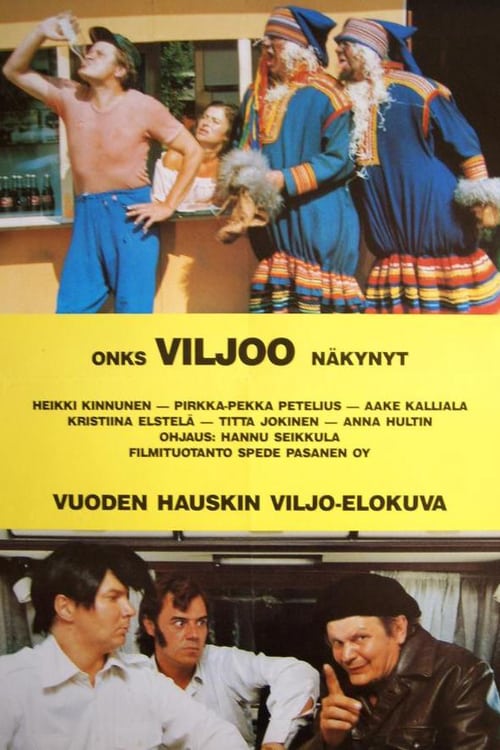 ONKS VILJOO NÄKYNYT
HEIKKI KINNUNEN — PIRKKA-PEKKA PETELIUS — AAKE KALLIALA
KRISTIINA ELSTELÄ — TITTA JOKINEN — ANNA HULTIN
OHJAUS: HANNU SEIKKULA
FILMITUOTANTO SPEDE PASANEN OY
VUODEN HAUSKIN VILJO-ELOKUVA